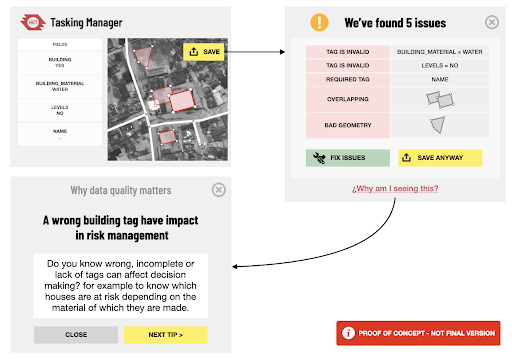 HOT
Tasking Manager
FIELDS
BUILDING
YES
BUILDING_MATERIAL
WATER
LEVELS
NO
NAME
-
SAVE
We've found 5 issues
TAG IS INVALID BUILDING_MATERIAL = WATER
TAG IS INVALID LEVELS = NO
REQUIRED TAG NAME
OVERLAPPING
BAD GEOMETRY
FIX ISSUES SAVE ANYWAY
¿Why am I seeing this?
Why data quality matters
A wrong building tag have impact
in risk management
Do you know wrong, incomplete or
lack of tags can affect decision
making? for example to know which
houses are at risk depending on the
material of which they are made.
CLOSE NEXT TIP >
PROOF OF CONCEPT - NOT FINAL VERSION